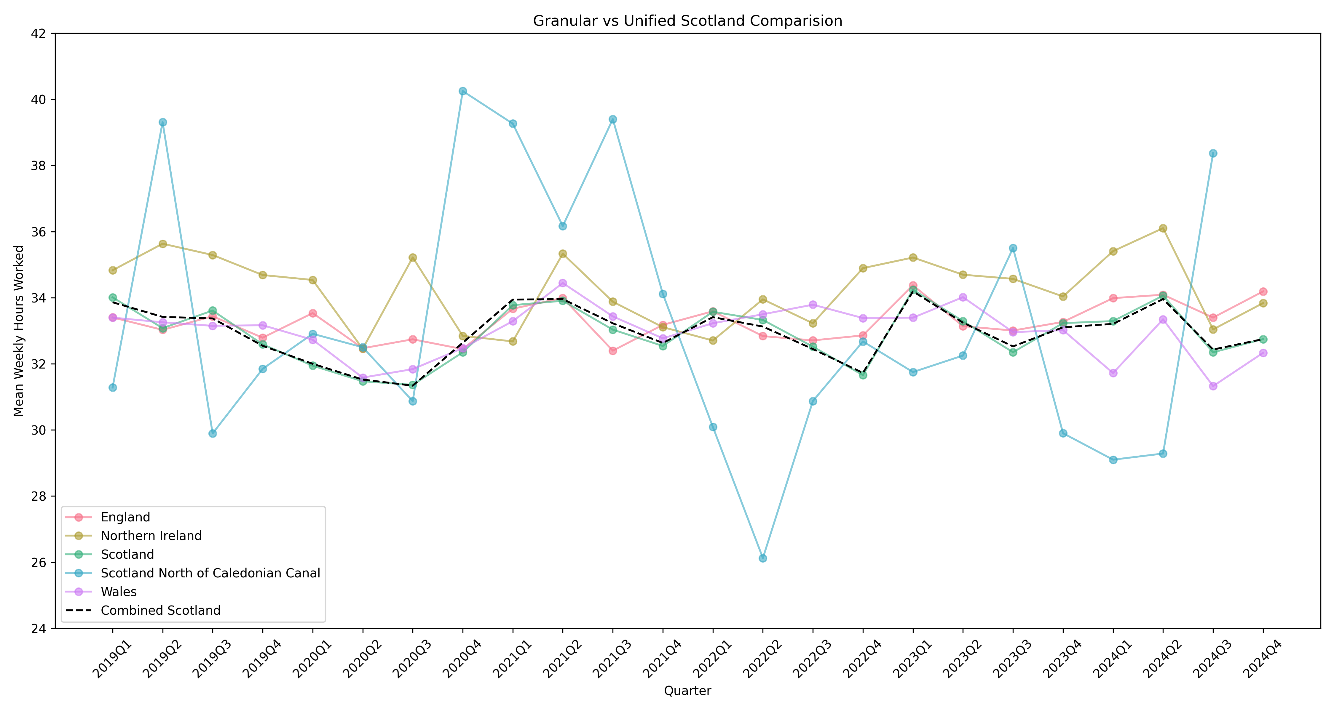 Granular vs Unified Scotland Comparision
Mean Weekly Hours Worked
42
40
38
36
34
32
30
28
26
24
England
Northern Ireland
Scotland
Scotland North of Caledonian Canal
Wales
Combined Scotland
2019Q1
2019Q2
2019Q3
2019Q4
2020Q1
2020Q2
2020Q3
2020Q4
2021Q1
2021Q2
2021Q3
2021Q4
2022Q1
2022Q2
2022Q3
2022Q4
2023Q1
2023Q2
2023Q3
2023Q4
2024Q1
2024Q2
2024Q3
2024Q4
Quarter